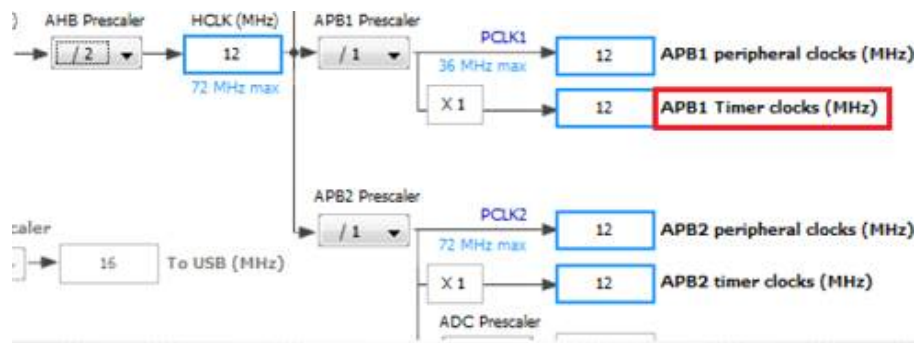 AHB Prescaler
HCLK (MHz)
APB1 Prescaler
/ 2
12
72 MHz max
/ 1
PCLK1
36 MHz max
12
APB1 peripheral clocks (MHz)
X 1
12
APB1 Timer clocks (MHz)
APB2 Prescaler
/ 1
PCLK2
72 MHz max
12
APB2 peripheral clocks (MHz)
caler
16
To USB (MHz)
X 1
12
APB2 timer clocks (MHz)
ADC Prescaler